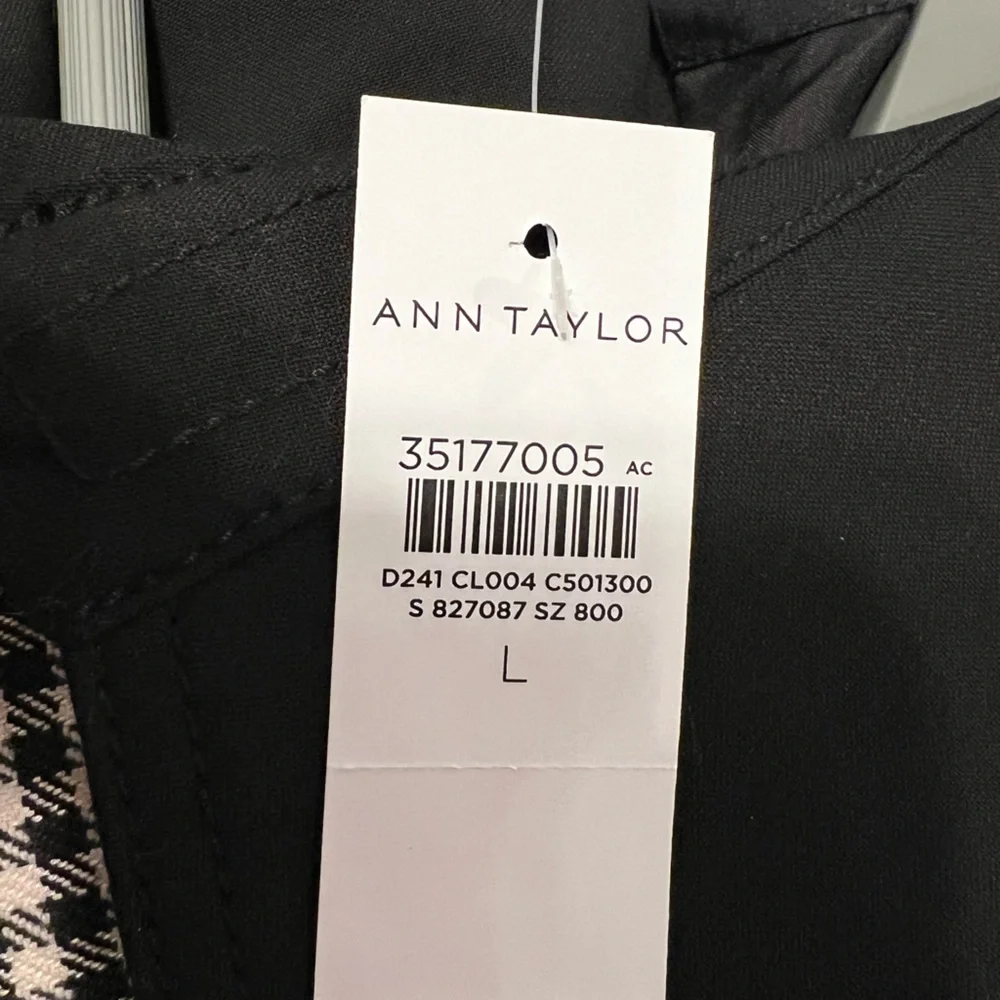 ANN TAYLOR
35177005 AC
D241 CL004 C501300
S 827087 SZ 800
L